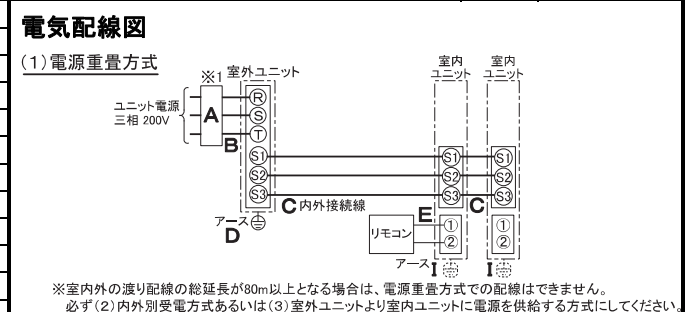 電気配線図
(1)電源重畳方式
※1
室外ユニット
室内
ユニット
室内
ユニット
ユニット電源
三相 200V
A
B
R
S
T
S1
S2
S3
S1
S2
S3
S1
S2
S3
C 内外接続線
C
アース
D
リモコン
E
1
2
1
2
アース I
I
※室内外の渡り配線の総延長が80m以上となる場合は、電源重畳方式での配線はできません。
必ず(2)内外別受電方式あるいは(3)室外ユニットより室内ユニットに電源を供給する方式にしてください。